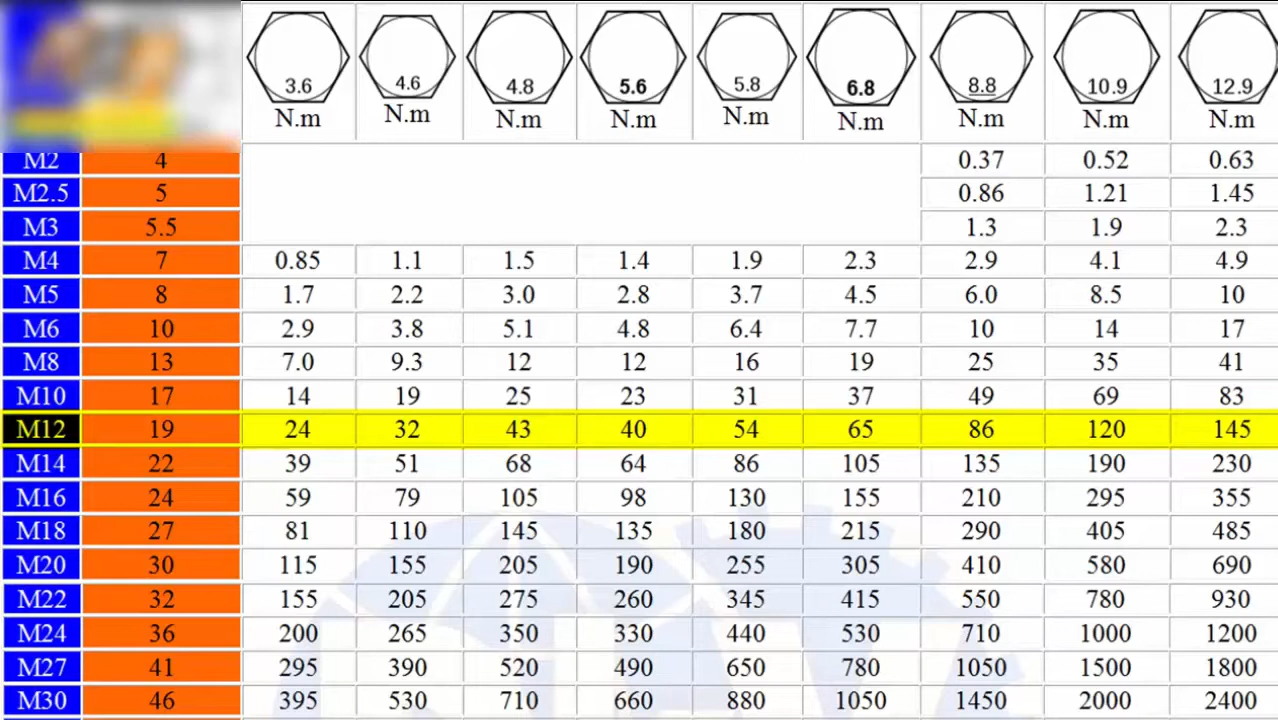 3.6 4.6 4.8 5.6 5.8 6.8 8.8 10.9 12.9
N.m N.m N.m N.m N.m N.m N.m N.m N.m
M2 4 0.37 0.52 0.63
M2.5 5 0.86 1.21 1.45
M3 5.5 1.3 1.9 2.3
M4 7 0.85 1.1 1.5 1.4 1.9 2.3 2.9 4.1 4.9
M5 8 1.7 2.2 3.0 2.8 3.7 4.5 6.0 8.5 10
M6 10 2.9 3.8 5.1 4.8 6.4 7.7 10 14 17
M8 13 7.0 9.3 12 12 16 19 25 35 41
M10 17 14 19 25 23 31 37 49 69 83
M12 19 24 32 43 40 54 65 86 120 145
M14 22 39 51 68 64 86 105 135 190 230
M16 24 59 79 105 98 130 155 210 295 355
M18 27 81 110 145 135 180 215 290 405 485
M20 30 115 155 205 190 255 305 410 580 690
M22 32 155 205 275 260 345 415 550 780 930
M24 36 200 265 350 330 440 530 710 1000 1200
M27 41 295 390 520 490 650 780 1050 1500 1800
M30 46 395 530 710 660 880 1050 1450 2000 2400